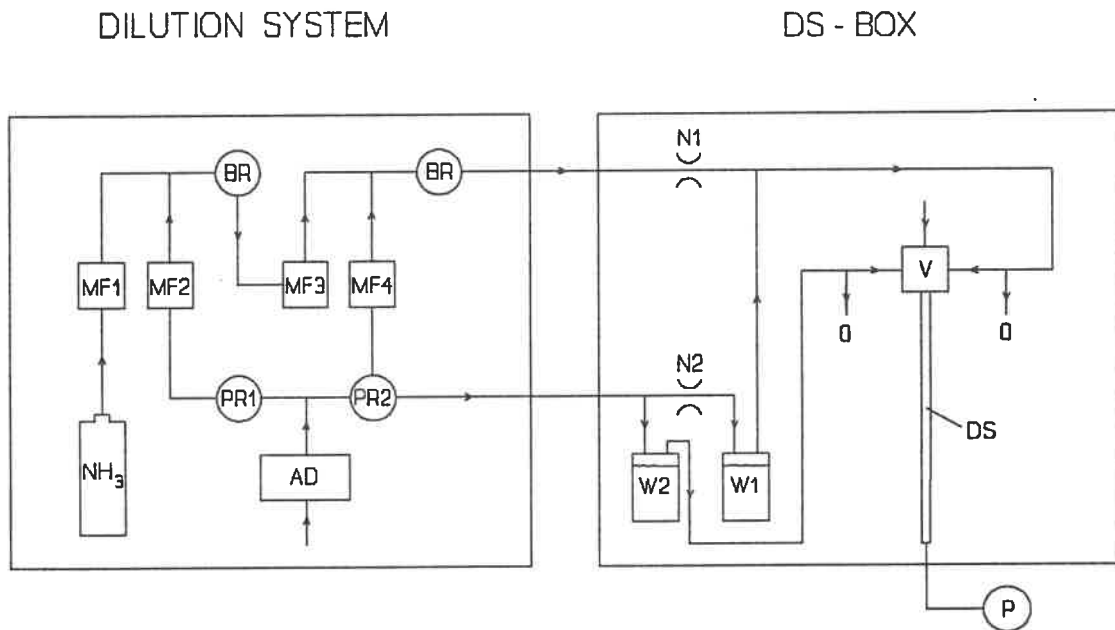 DILUTION SYSTEM
DS - BOX
BR
BR
N1
MF1
MF2
MF3
MF4
V
0
0
N2
PR1
PR2
DS
NH3
AD
W2
W1
P